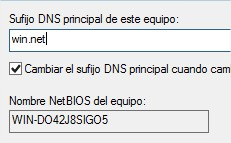 Sufijo DNS principal de este equipo:
win.net
Cambiar el sufijo DNS principal cuando cam
Nombre NetBIOS del equipo:
WIN-DO42J8SIGO5